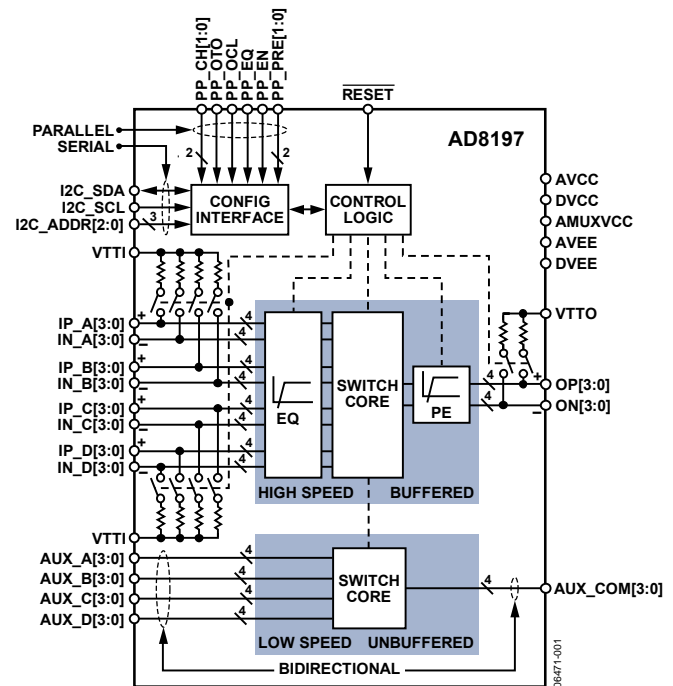 PP_CH[1:0]
PP_OTO
PP_OCL
PP_EQ
PP_EN
PP_PRE[1:0]
RESET
PARALLEL
SERIAL
AD8197
2
2
I2C_SDA
I2C_SCL
I2C_ADDR[2:0]
3
CONFIG
INTERFACE
CONTROL
LOGIC
AVCC
DVCC
AMUXVCC
AVEE
DVEE
VTTI
VTTO
+
IP_A[3:0]
4
IN_A[3:0]
–
4
+
IP_B[3:0]
4
IN_B[3:0]
–
4
+
IP_C[3:0]
4
IN_C[3:0]
–
4
+
IP_D[3:0]
4
IN_D[3:0]
–
4
EQ
SWITCH
CORE
PE
4
+
OP[3:0]
4
–
ON[3:0]
HIGH SPEED
BUFFERED
VTTI
AUX_A[3:0]
4
AUX_B[3:0]
4
AUX_C[3:0]
4
AUX_D[3:0]
4
SWITCH
CORE
4
AUX_COM[3:0]
LOW SPEED
UNBUFFERED
BIDIRECTIONAL
06471-001